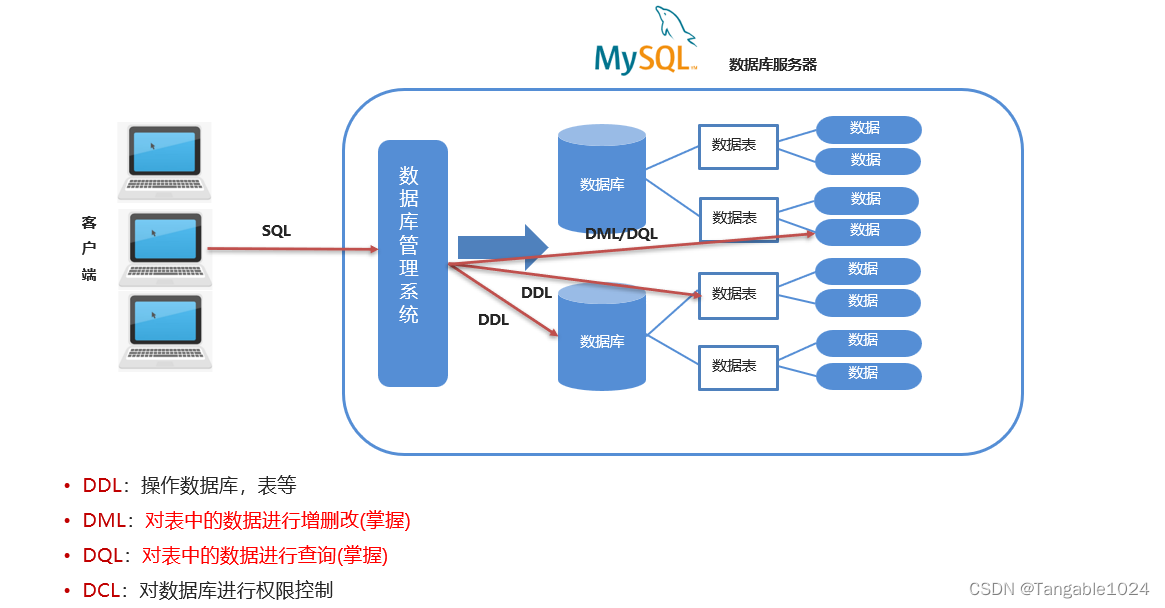 MySQL™
数据库服务器
客
户
端
SQL
数
据
库
管
理
系
统
数据库
数据表
数据
数据
数据表
数据
数据
DML/DQL
DDL
DDL
数据库
数据表
数据
数据
数据表
数据
数据
• DDL：操作数据库，表等
• DML：对表中的数据进行增删改(掌握)
• DQL：对表中的数据进行查询(掌握)
• DCL：对数据库进行权限控制
CSDN @Tangable1024